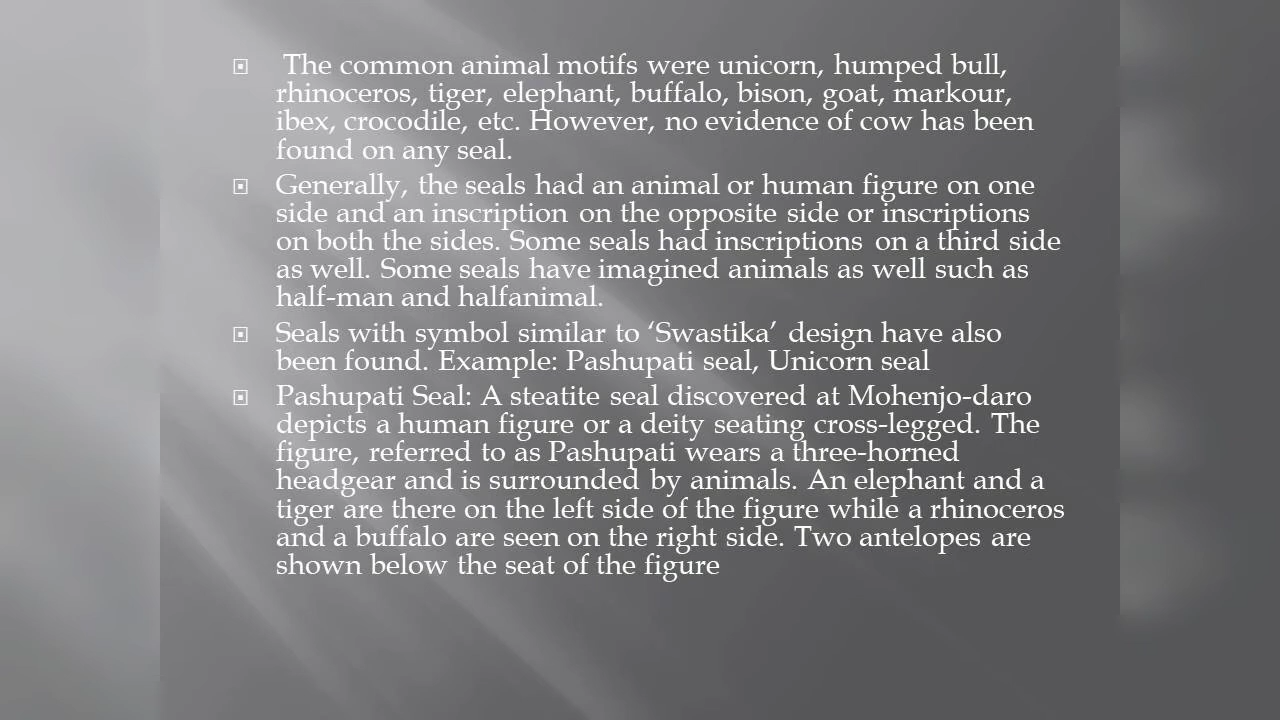 The common animal motifs were unicorn, humped bull,
rhinoceros, tiger, elephant, buffalo, bison, goat, markour,
ibex, crocodile, etc. However, no evidence of cow has been
found on any seal.
Generally, the seals had an animal or human figure on one
side and an inscription on the opposite side or inscriptions
on both the sides. Some seals had inscriptions on a third side
as well. Some seals have imagined animals as well such as
half-man and halfanimal.
Seals with symbol similar to ‘Swastika’ design have also
been found. Example: Pashupati seal, Unicorn seal
Pashupati Seal: A steatite seal discovered at Mohenjo-daro
depicts a human figure or a deity seating cross-legged. The
figure, referred to as Pashupati wears a three-horned
headgear and is surrounded by animals. An elephant and a
tiger are there on the left side of the figure while a rhinoceros
and a buffalo are seen on the right side. Two antelopes are
shown below the seat of the figure